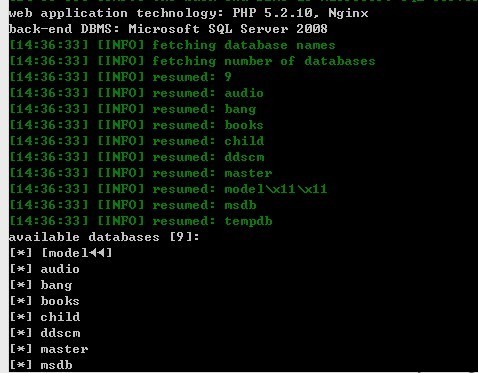 web application technology: PHP 5.2.10, Nginx
back-end DBMS: Microsoft SQL Server 2008
[14:36:33] [INFO] fetching database names
[14:36:33] [INFO] fetching number of databases
[14:36:33] [INFO] resumed: 9
[14:36:33] [INFO] resumed: audio
[14:36:33] [INFO] resumed: bang
[14:36:33] [INFO] resumed: books
[14:36:33] [INFO] resumed: child
[14:36:33] [INFO] resumed: ddscm
[14:36:33] [INFO] resumed: master
[14:36:33] [INFO] resumed: model\x11\x11
[14:36:33] [INFO] resumed: msdb
[14:36:33] [INFO] resumed: tempdb
available databases [9]:
[*] [model◄◄]
[*] audio
[*] bang
[*] books
[*] child
[*] ddscm
[*] master
[*] msdb